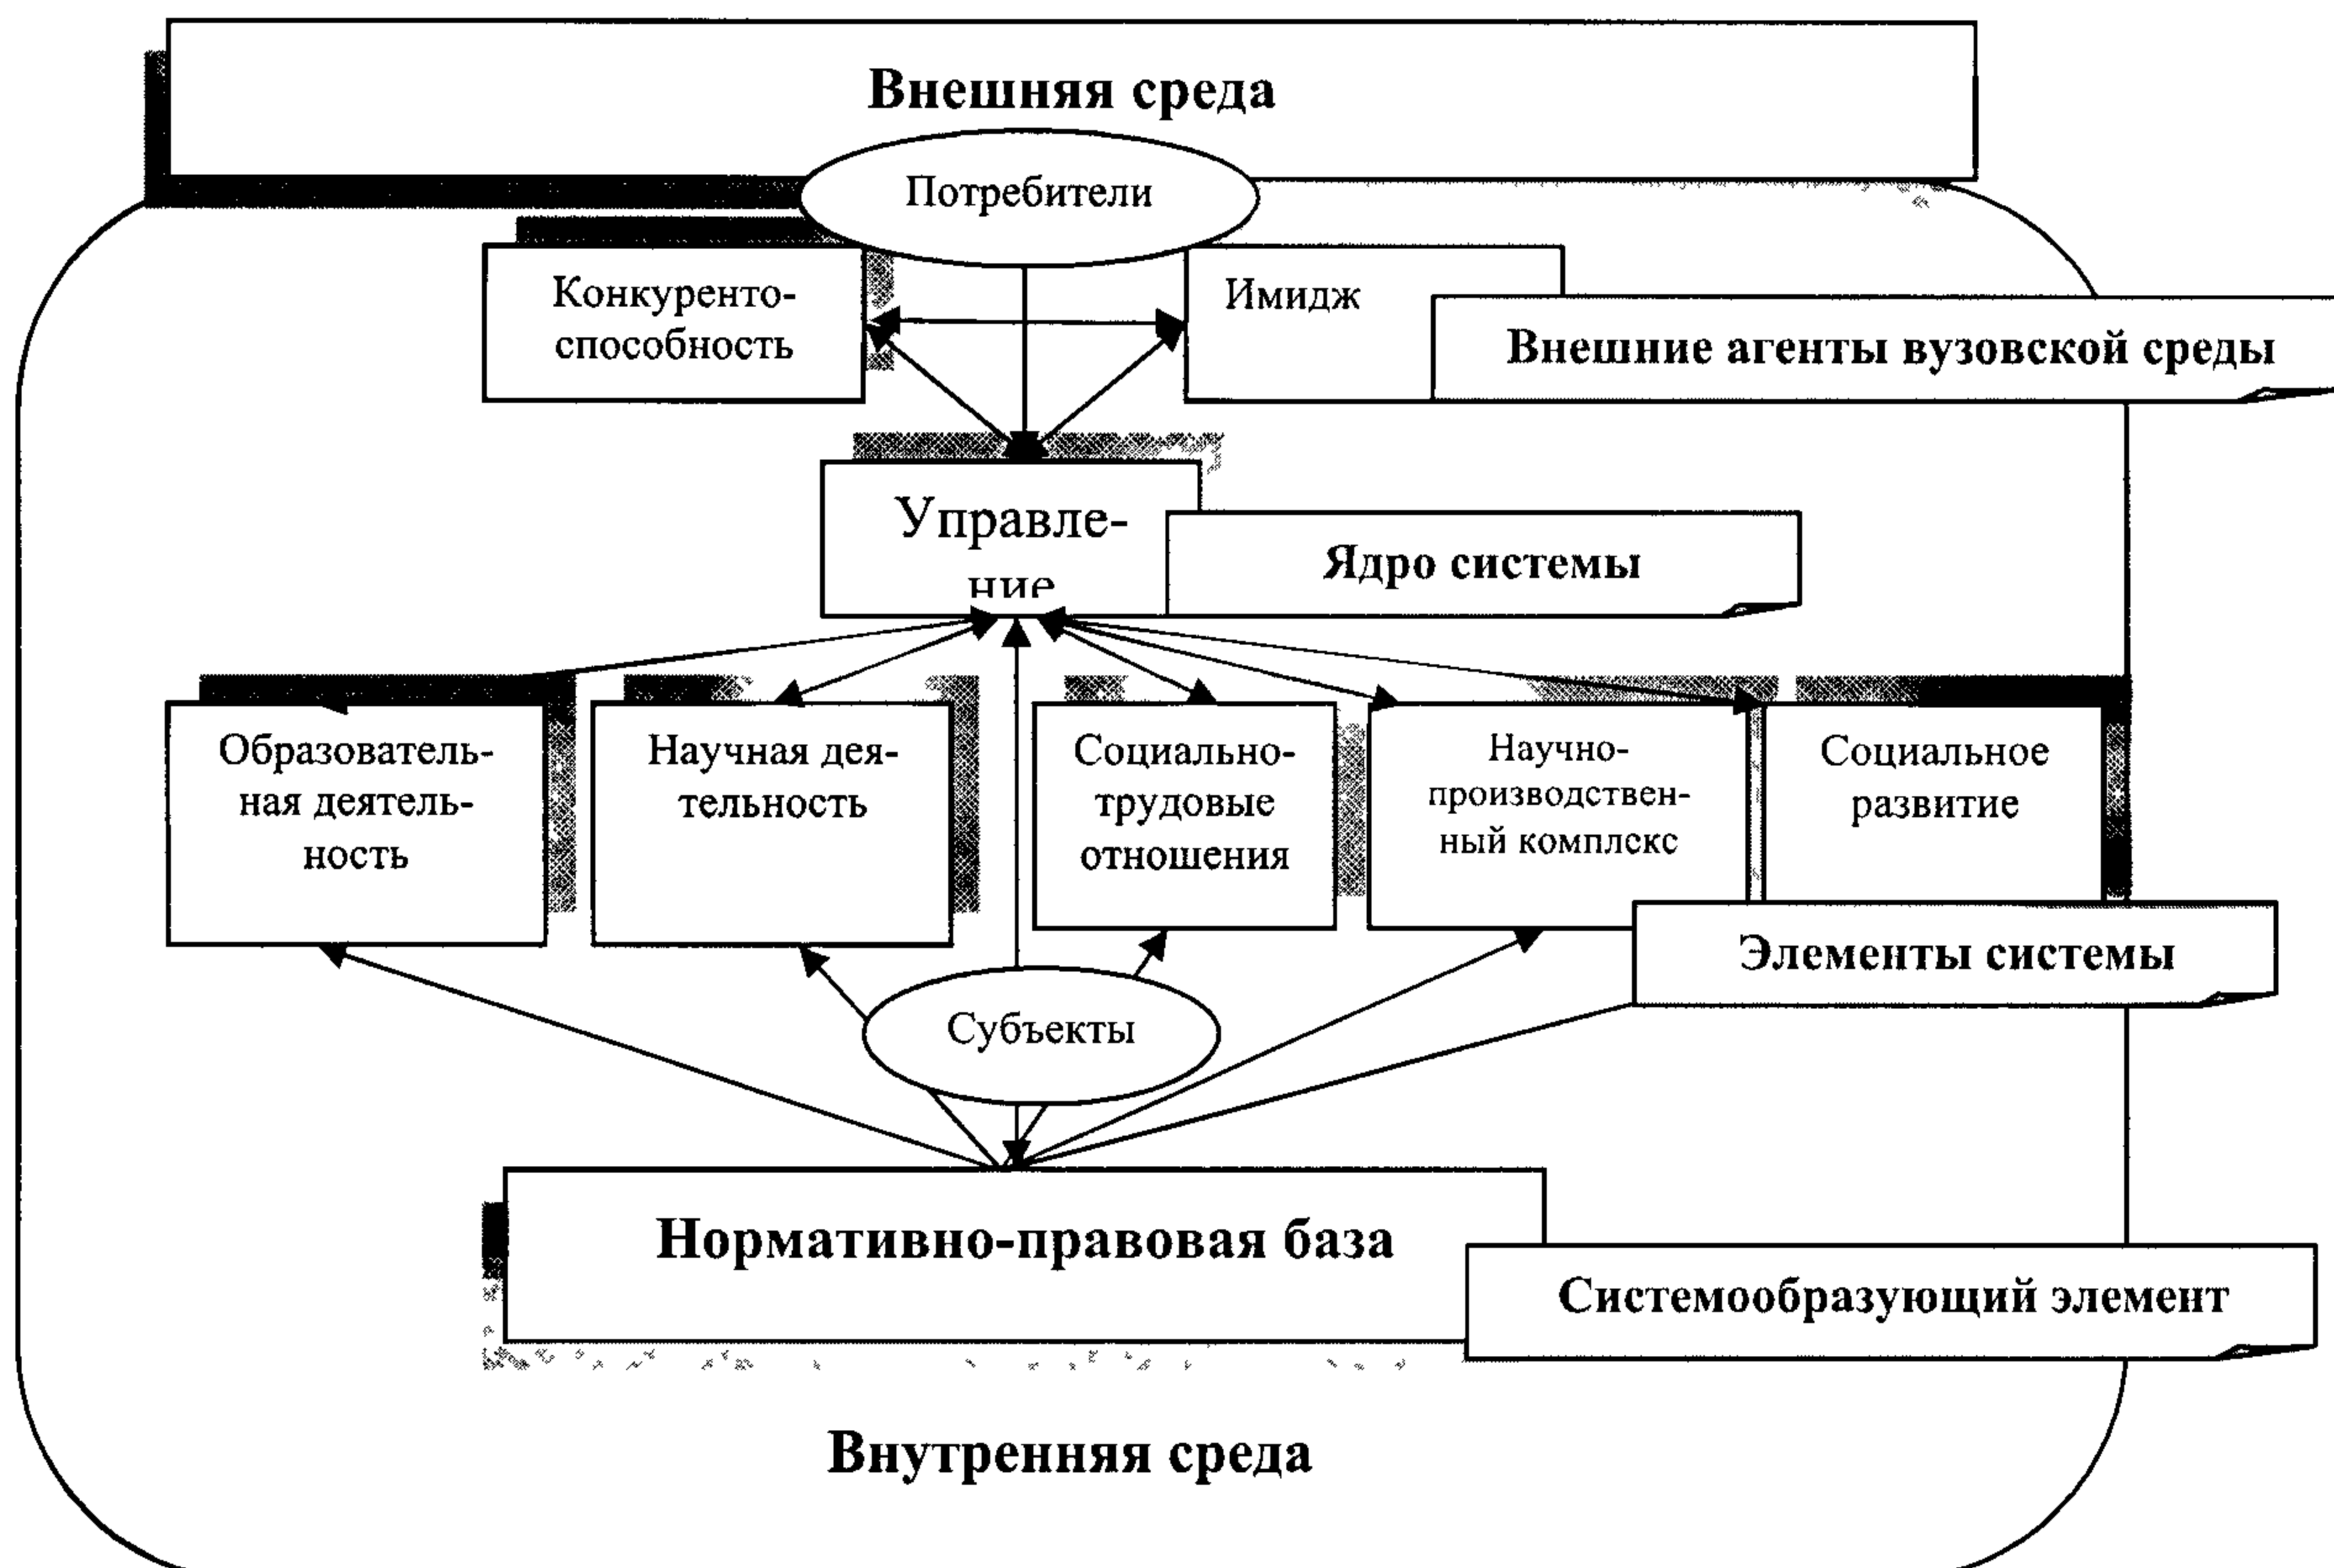 Внешняя среда
Потребители
Конкуренто-
способность
Имидж
Внешние агенты вузовской среды
Управле-
ние
Ядро системы
Образователь-
ная деятель-
ность
Научная дея-
тельность
Социально-
трудовые
отношения
Научно-
производствен-
ный комплекс
Социальное
развитие
Элементы системы
Субъекты
Нормативно-правовая база
Системообразующий элемент
Внутренняя среда